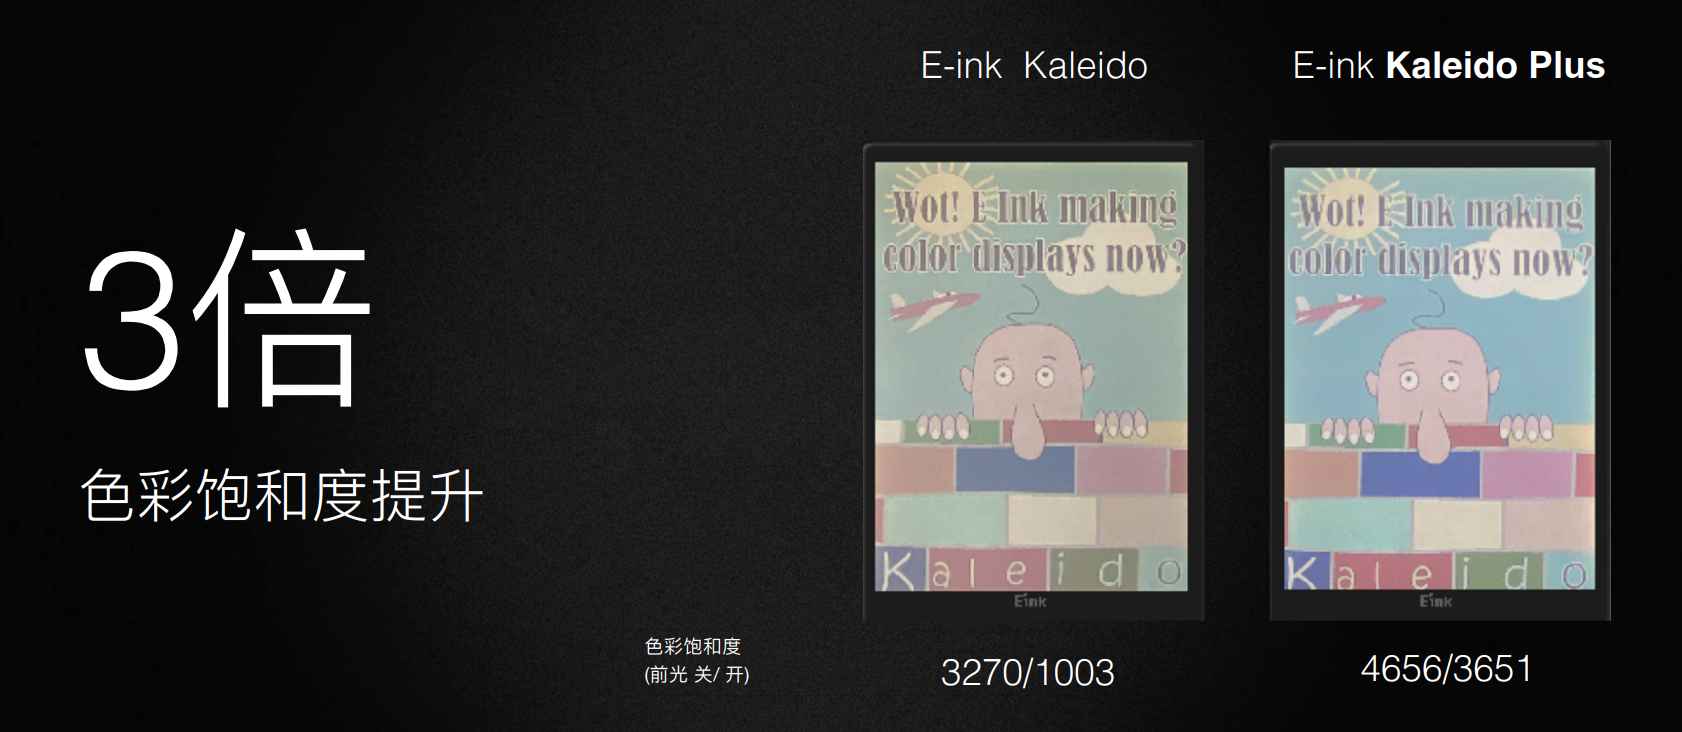 E-ink Kaleido
E-ink Kaleido Plus
3倍
色彩饱和度提升
Wot! E Ink making
color displays now?
Kaleido
Eink
Wot! E Ink making
color displays now?
Kaleido
Eink
色彩饱和度
(前光 关/ 开)
3270/1003
4656/3651